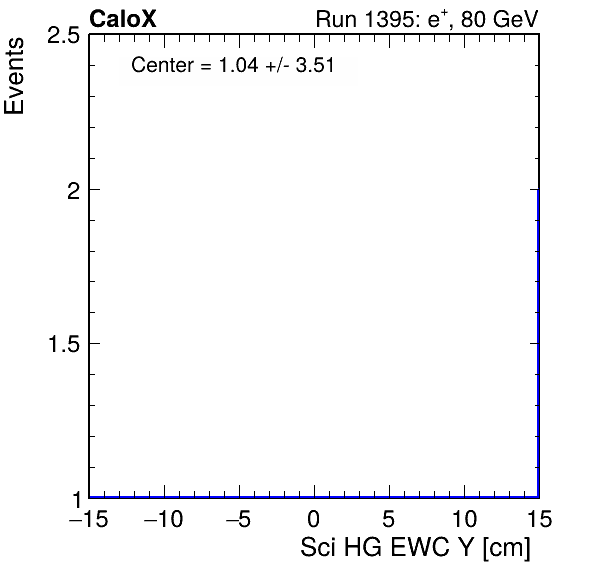 CaloX Run 1395: e⁺, 80 GeV
Events
2.5
Center = 1.04 +/- 3.51
2
1.5
1
−15 −10 −5 0 5 10 15
Sci HG EWC Y [cm]